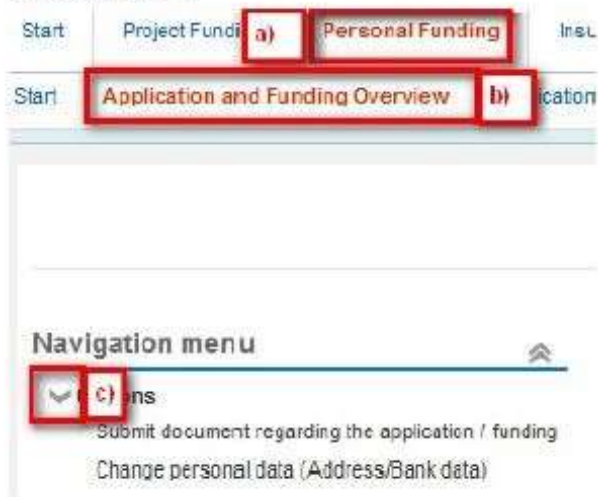 Start Project Fundi a) Personal Funding Insu
Start Application and Funding Overview b) ication
Navigation menu
c) ons
Submit document regarding the application / funding
Change personal data (Address/Bank data)